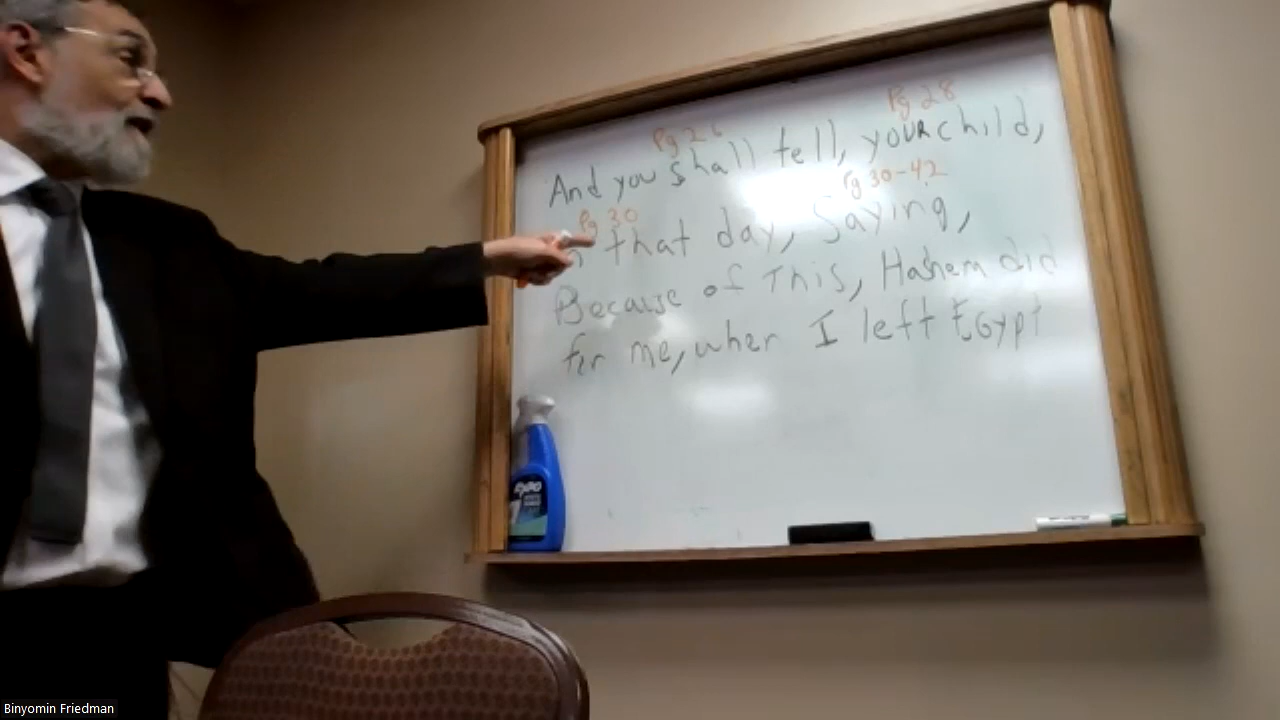 Pg 28
Pg 26
And you shall tell, your child,
Pg 30-42
Pg 30
that day, Saying,
Because of This, Hashem did
for me, when I left Egypt
EXPO
Binyomin Friedman